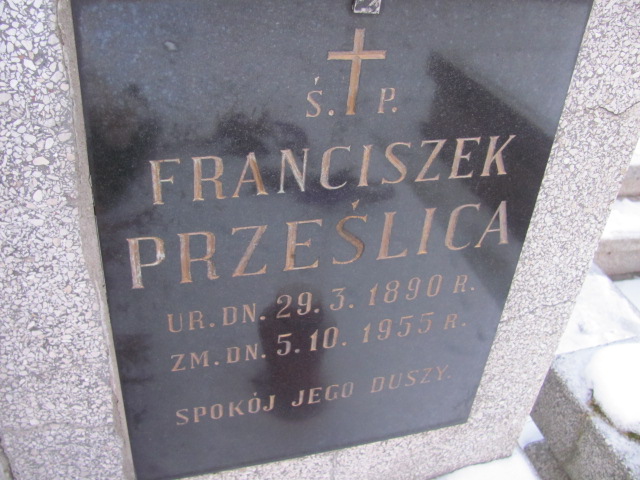 Ś. P.
FRANCISZEK
PRZEŚLICA
UR. DN. 29. 3. 1890 R.
ZM. DN. 5. 10. 1955 R.
SPOKÓJ JEGO DUSZY.